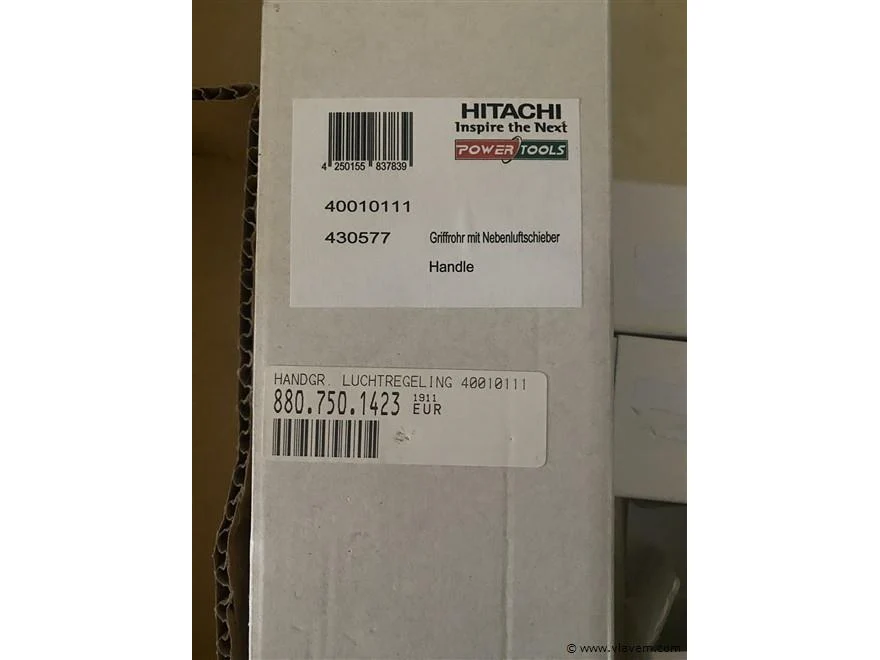 HITACHI
Inspire the Next
POWER TOOLS
4 250155 837839
40010111
430577 Griffrohr mit Nebenluftschieber
Handle
HANDGR. LUCHTREGELING 40010111
880.750.1423 1911
EUR
© www.vlavem.com